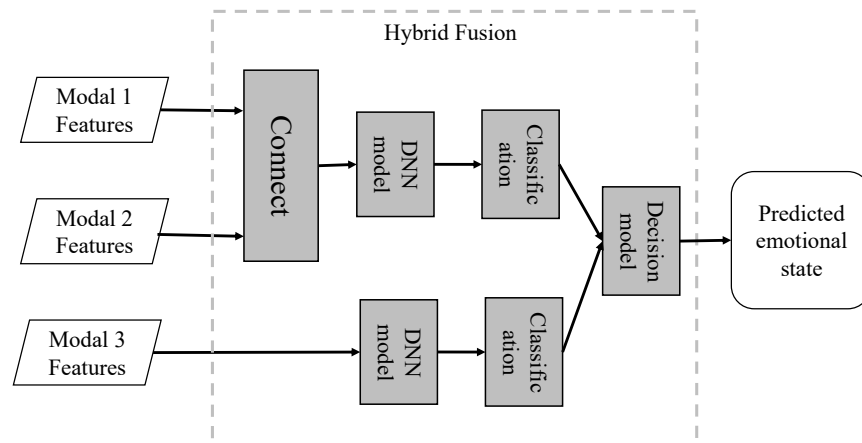 Hybrid Fusion
Modal 1
Features
Connect
DNN
model
Classific
ation
Modal 2
Features
Decision
model
Predicted
emotional
state
Modal 3
Features
DNN
model
Classific
ation